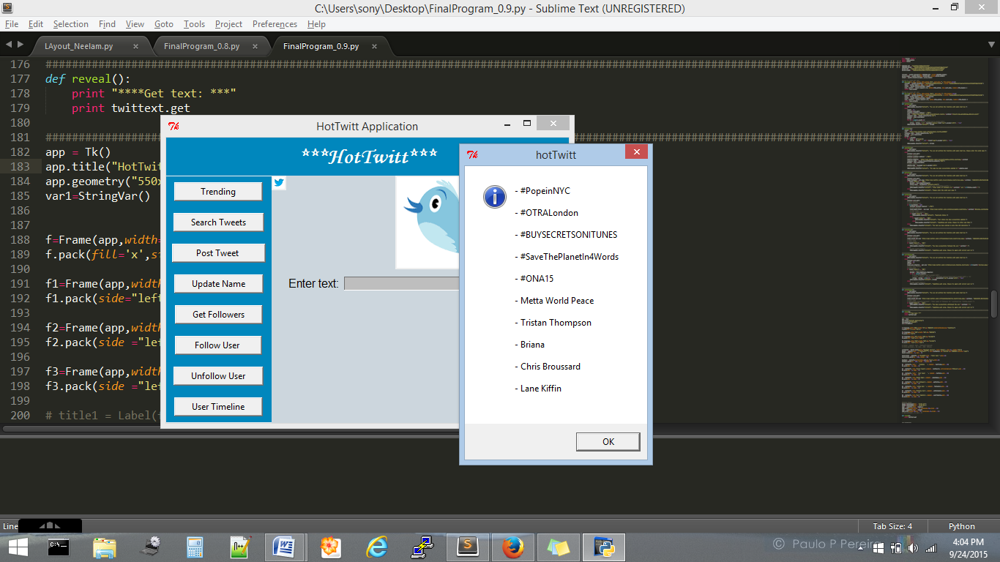 C:\Users\sony\Desktop\FinalProgram_0.9.py - Sublime Text (UNREGISTERED)
File Edit Selection Find View Goto Tools Project Preferences Help
LAyout_Neelam.py × FinalProgram_0.8.py × FinalProgram_0.9.py ×
176 ####################################################################################################
177 def reveal():
178 print "****Get text: ***"
179 print twittext.get
180
181 ####################################################################################################
182 app = Tk()
183 app.title("HotTwit
184 app.geometry("550x
185 var1=StringVar()
186
187
188 f=Frame(app,width=
189 f.pack(fill='x',s
190
191 f1=Frame(app,width
192 f1.pack(side="left
193
194 f2=Frame(app,width
195 f2.pack(side ="le
196
197 f3=Frame(app,width
198 f3.pack(side ="le
199
200 # title1 = Label(
HotTwitt Application
***HotTwitt***
Trending
Search Tweets
Post Tweet
Update Name
Get Followers
Follow User
Unfollow User
User Timeline
Enter text:
hotTwitt
- #PopeinNYC
- #OTRALondon
- #BUYSECRETSONITUNES
- #SaveThePlanetIn4Words
- #ONA15
- Metta World Peace
- Tristan Thompson
- Briana
- Chris Broussard
- Lane Kiffin
OK
Line
Tab Size: 4 Python
© Paulo P Pereira
4:04 PM
9/24/2015